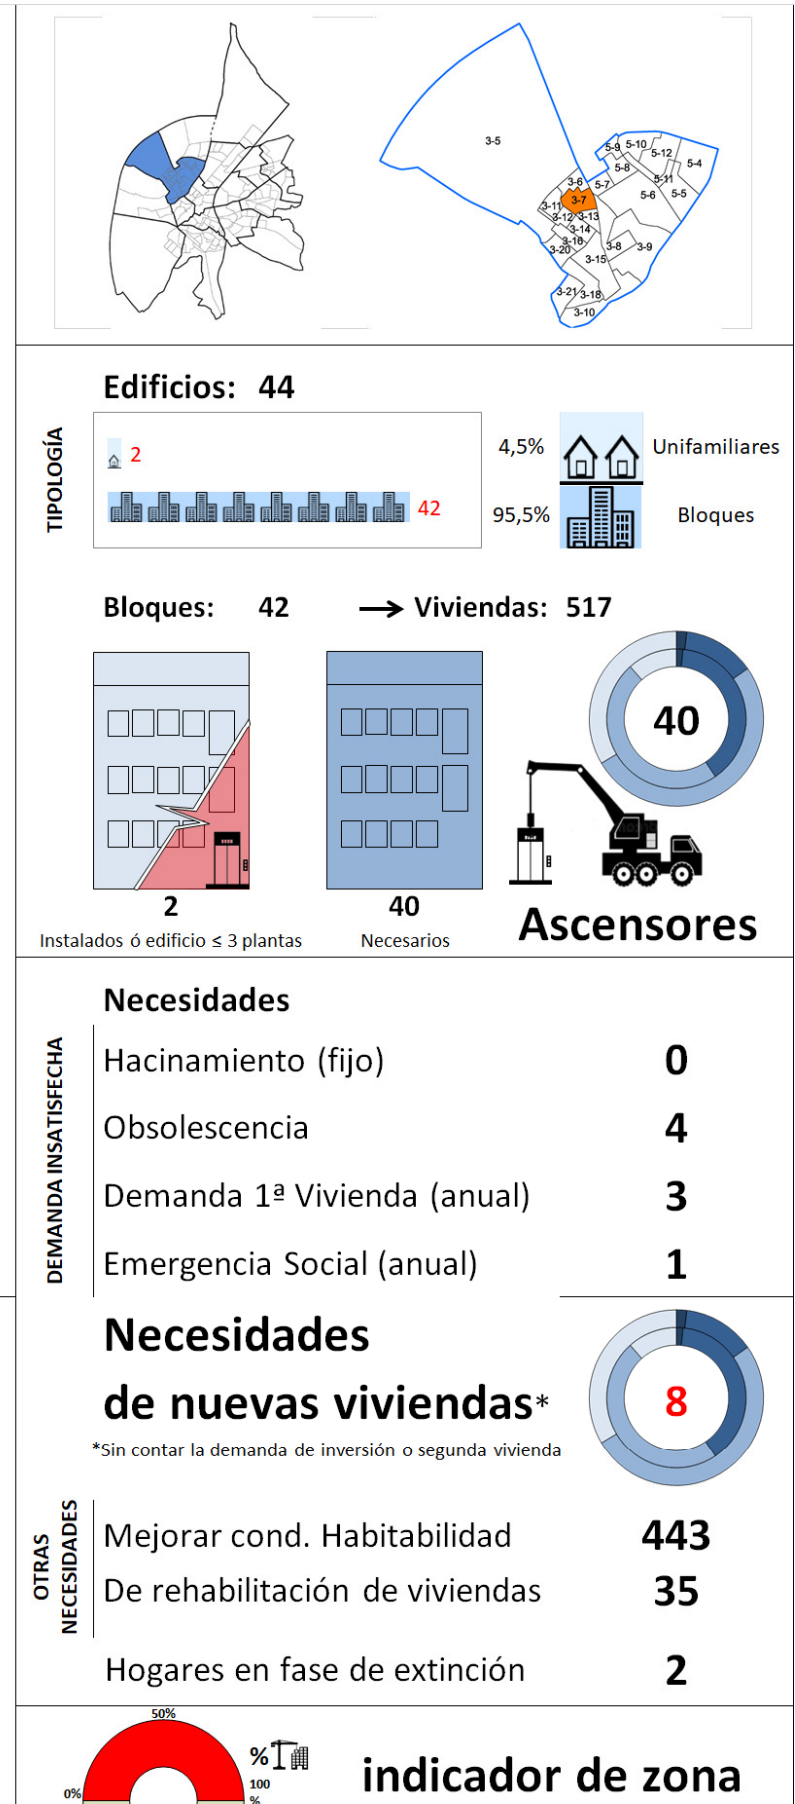 3-5
5-9
5-10
5-12
5-4
5-8
5-11
3-6
5-7
5-6
5-5
3-7
3-11
3-12
3-13
3-14
3-16
3-20
3-8
3-9
3-15
3-21
3-18
3-10
Edificios: 44
TIPOLOGÍA
2
4,5%
Unifamiliares
42
95,5%
Bloques
Bloques: 42
Viviendas: 517
40
2
Instalados ó edificio ≤ 3 plantas
40
Necesarios
Ascensores
DEMANDA INSATISFECHA
Necesidades
Hacinamiento (fijo) 0
Obsolescencia 4
Demanda 1ª Vivienda (anual) 3
Emergencia Social (anual) 1
Necesidades
de nuevas viviendas*
8
*Sin contar la demanda de inversión o segunda vivienda
OTRAS
NECESIDADES
Mejorar cond. Habitabilidad 443
De rehabilitación de viviendas 35
Hogares en fase de extinción 2
50%
%
0%
100
%
indicador de zona